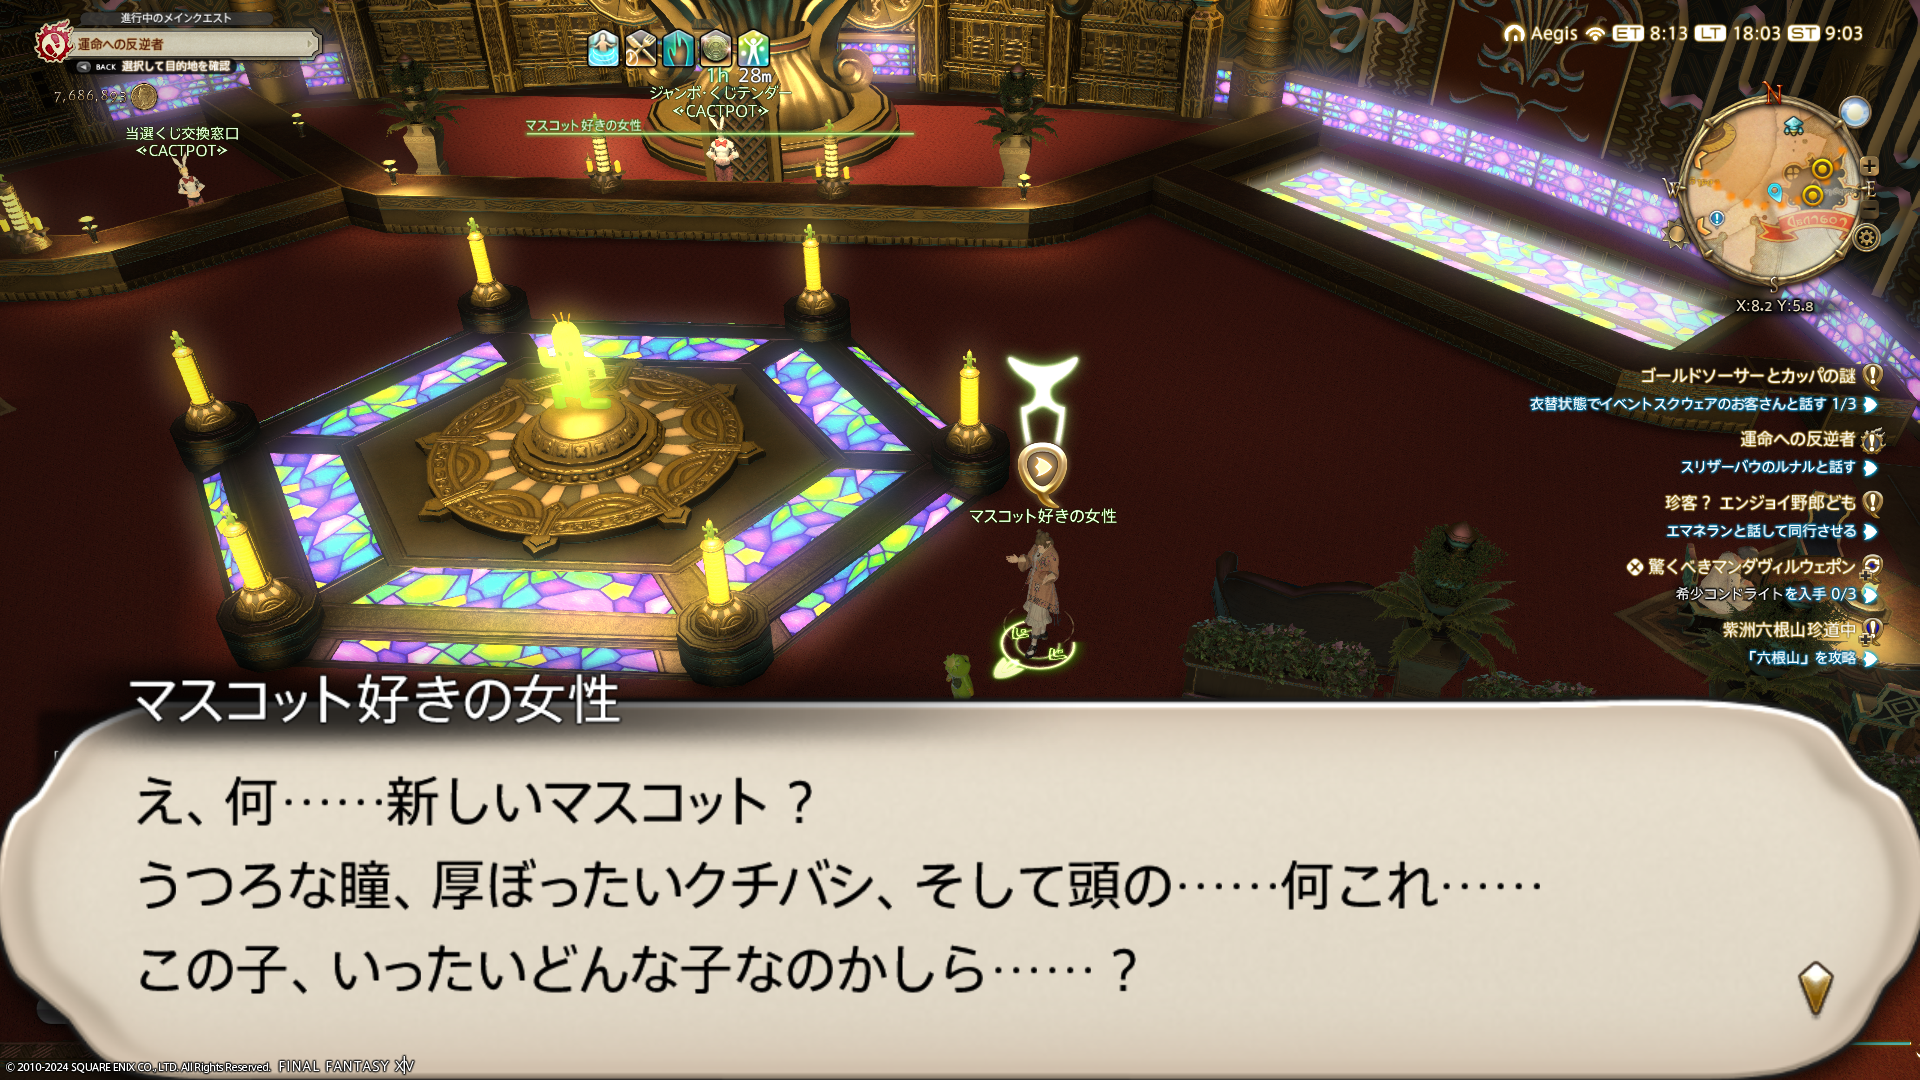 進行中のメインクエスト
運命への反逆者
BACK 選択して目的地を確認
7,686,893
当選くじ交換窓口
<CACTPOT>
マスコット好きの女性
1h 28m
ジャンボ・くじテンダー
<CACTPOT>
Aegis ET 8:13 LT 18:03 ST 9:03
N
W
E
S
X:8.2 Y:5.8
ゴールドソーサーとカッパの謎
衣替状態でイベントスクウェアのお客さんと話す 1/3
運命への反逆者
スリザーバウのルナルと話す
珍客？ エンジョイ野郎ども
エマネランと話して同行させる
驚くべきマンダヴィルウェポン
希少コンドライトを入手 0/3
紫洲六根山珍道中
「六根山」を攻略
マスコット好きの女性
マスコット好きの女性
え、何……新しいマスコット？
うつろな瞳、厚ぼったいクチバシ、そして頭の……何これ……
この子、いったいどんな子なのかしら……？
© 2010-2024 SQUARE ENIX CO., LTD. All Rights Reserved. FINAL FANTASY XIV